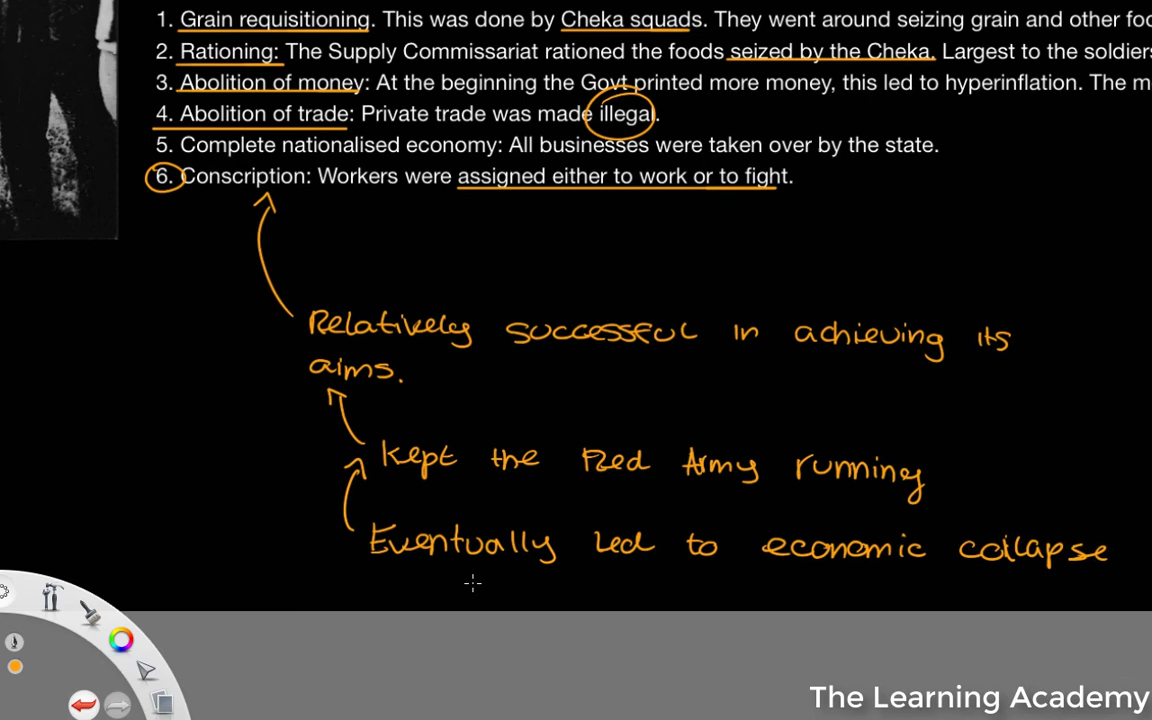 1. Grain requisitioning. This was done by Cheka squads. They went around seizing grain and other foo
2. Rationing: The Supply Commissariat rationed the foods seized by the Cheka. Largest to the soldiers
3. Abolition of money: At the beginning the Govt printed more money, this led to hyperinflation. The m
4. Abolition of trade: Private trade was made illegal.
5. Complete nationalised economy: All businesses were taken over by the state.
6. Conscription: Workers were assigned either to work or to fight.
Relatively successful in achieving its
aims.
Kept the Red Army running
Eventually led to economic collapse
The Learning Academy